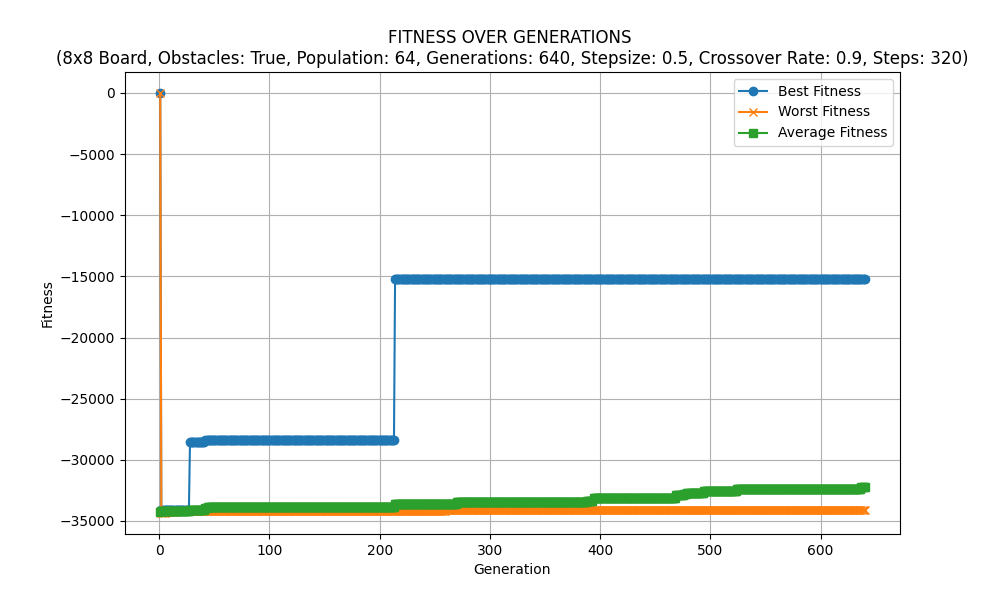 FITNESS OVER GENERATIONS
(8x8 Board, Obstacles: True, Population: 64, Generations: 640, Stepsize: 0.5, Crossover Rate: 0.9, Steps: 320)
Best Fitness
Worst Fitness
Average Fitness
Fitness
0
−5000
−10000
−15000
−20000
−25000
−30000
−35000
0 100 200 300 400 500 600
Generation